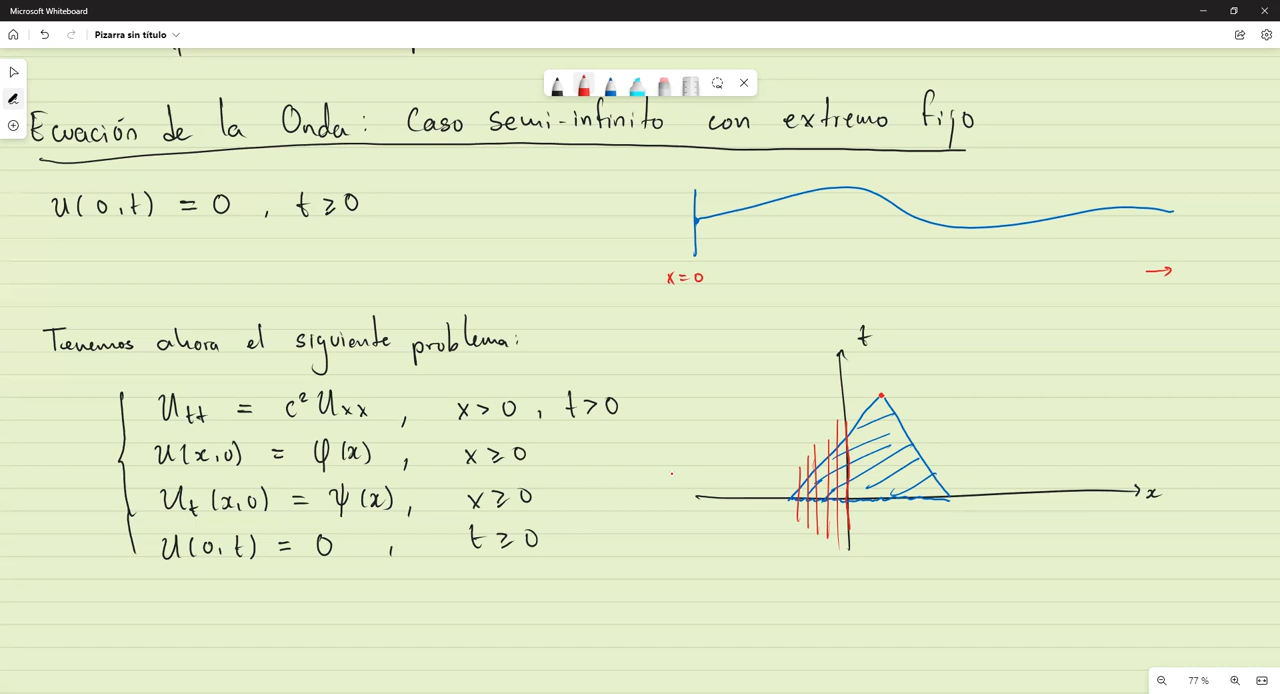 Microsoft Whiteboard
Pizarra sin título
Ecuación de la Onda: Caso semi-infinito con extremo fijo
u(0,t) = 0 , t ≥ 0
x = 0 →
Tenemos ahora el siguiente problema:
t
u_tt = c² u_xx , x > 0 , t > 0
u(x,0) = φ(x) , x ≥ 0
u_t(x,0) = ψ(x) , x ≥ 0
x
u(0,t) = 0 , t ≥ 0
77 %